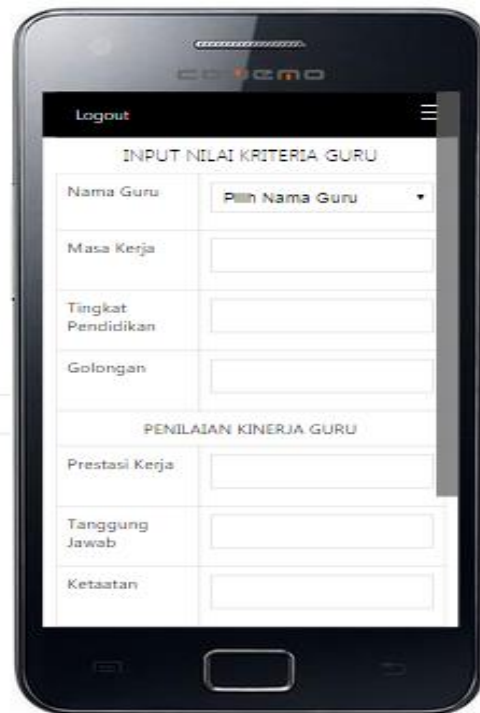 Logout
INPUT NILAI KRITERIA GURU
Nama Guru
Pilih Nama Guru
Masa Kerja
Tingkat
Pendidikan
Golongan
PENILAIAN KINERJA GURU
Prestasi Kerja
Tanggung
Jawab
Ketaatan